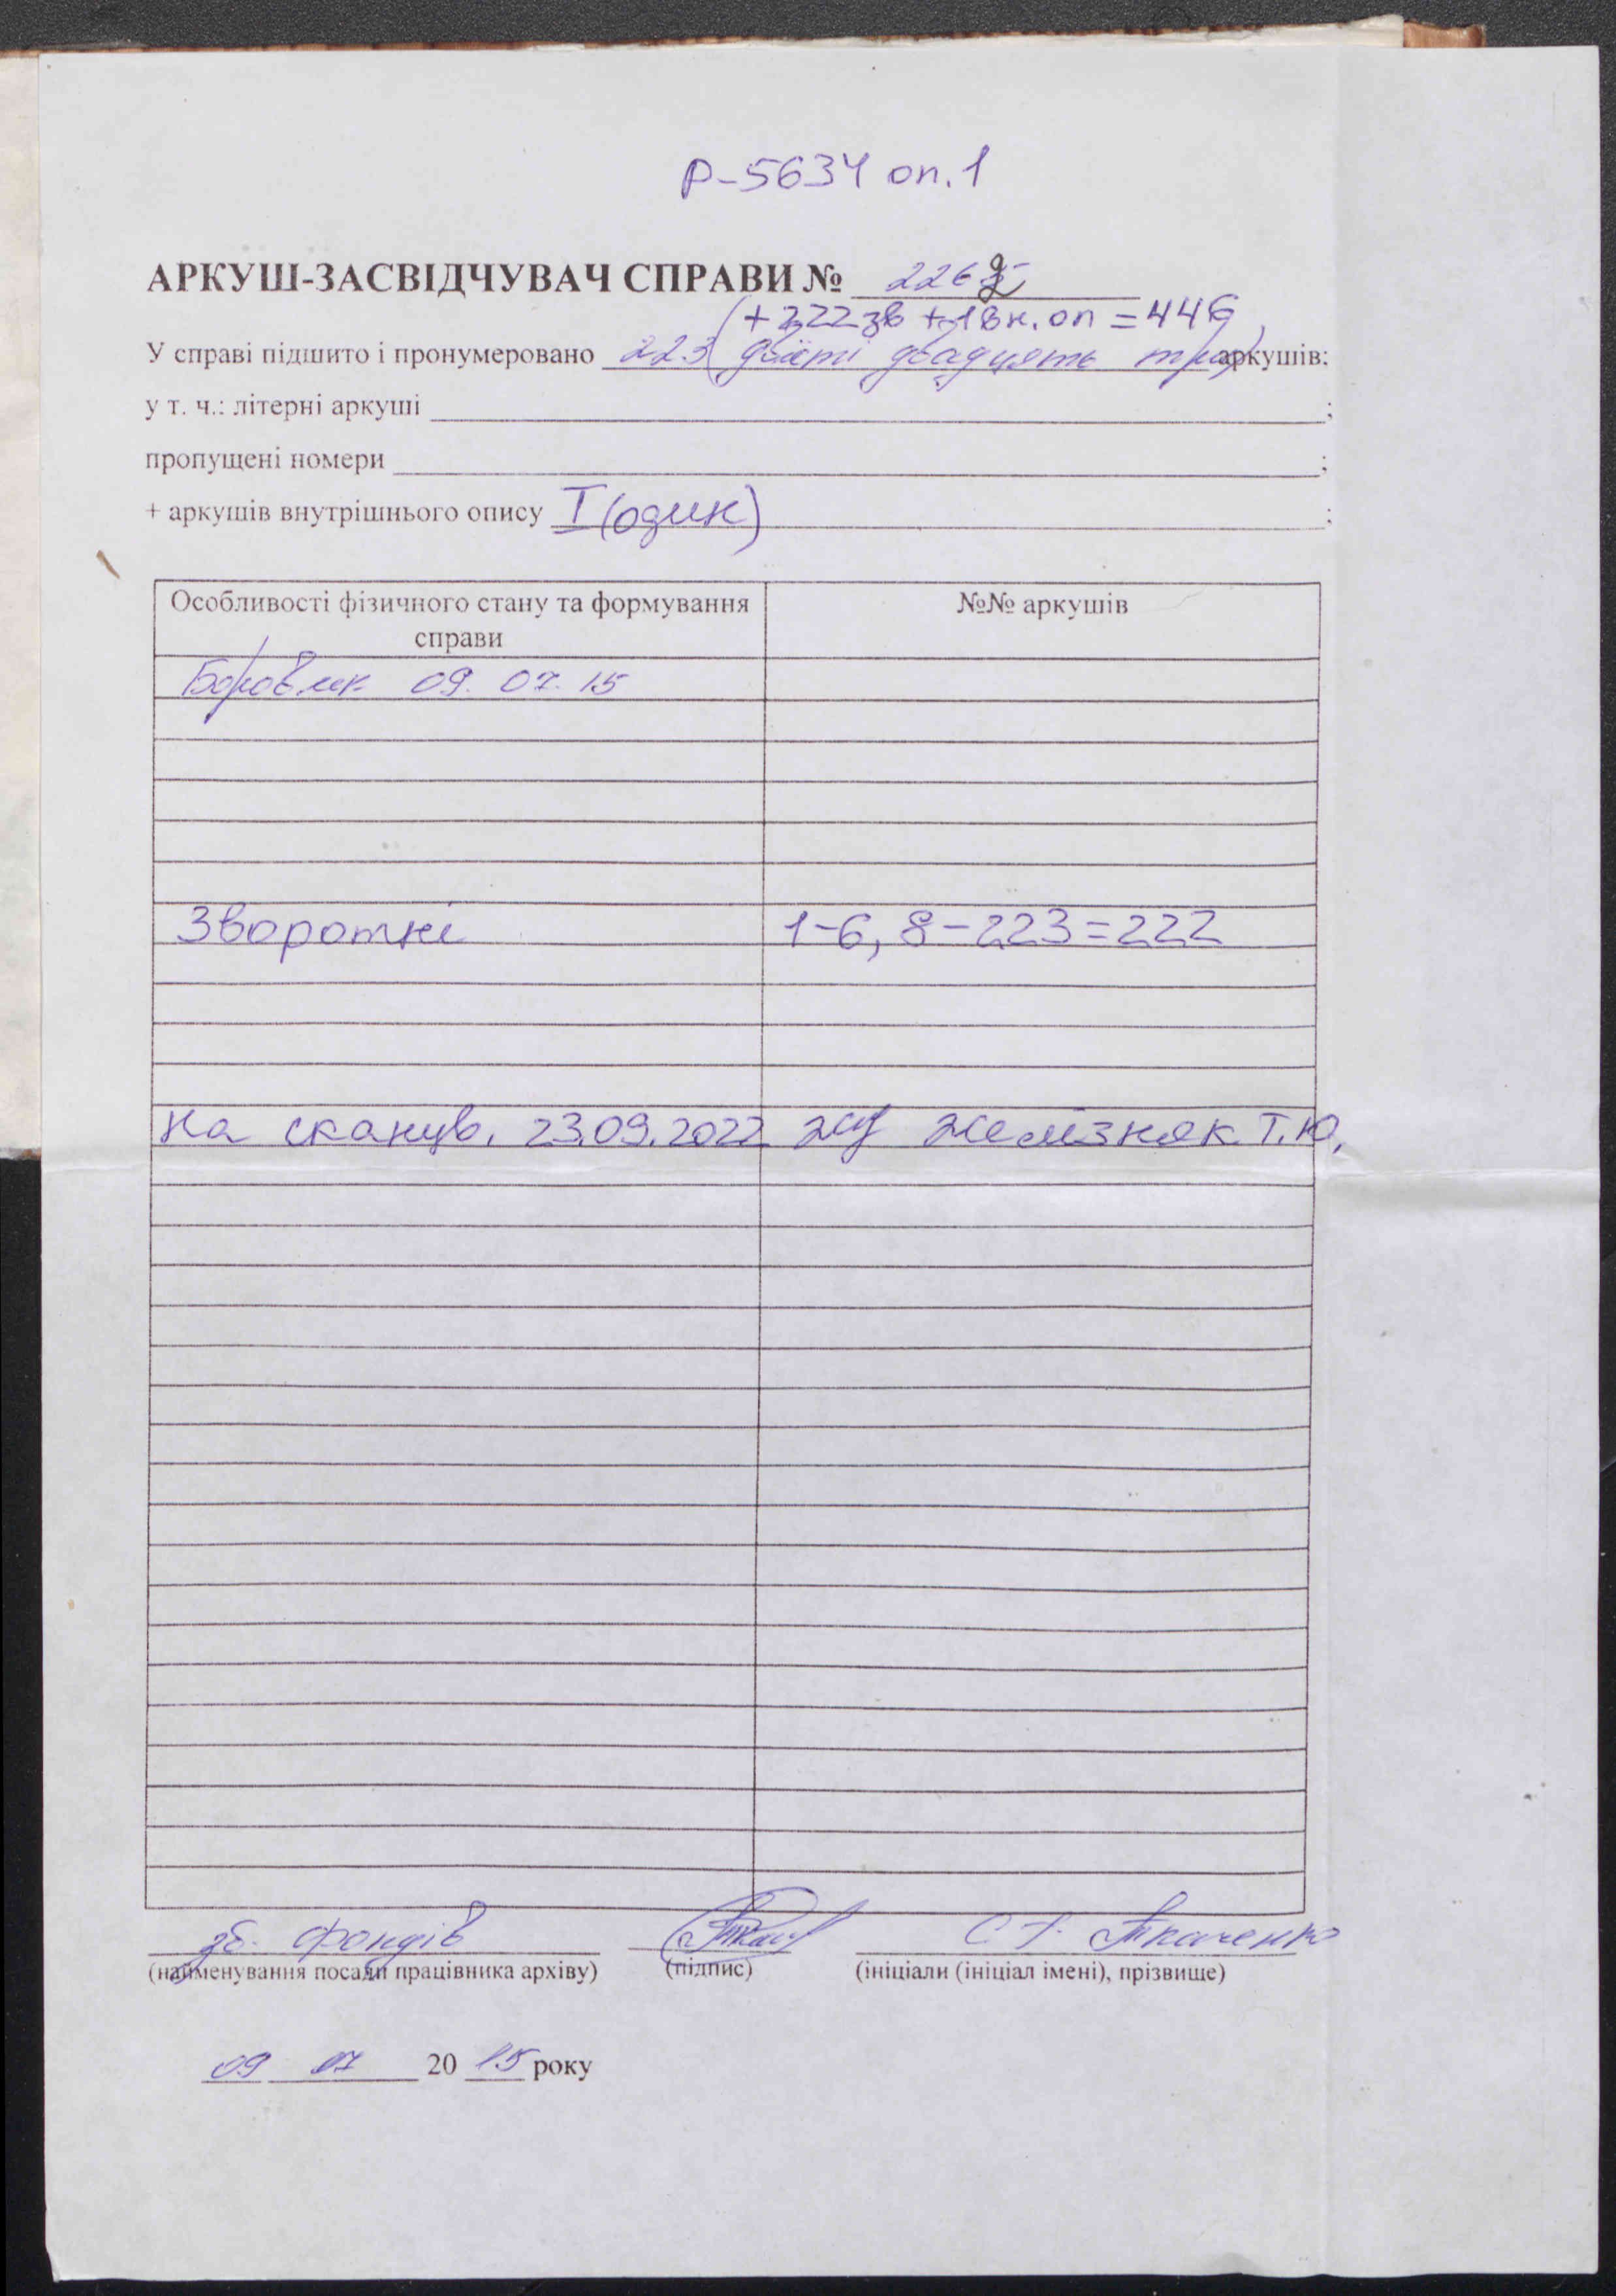 Р-5634 оп.1
АРКУШ-ЗАСВІДЧУВАЧ СПРАВИ № 2262
(+222зв + 1вн.оп = 446)
У справі підшито і пронумеровано 223 (двісті двадцять три) аркушів:
у т. ч.: літерні аркуші ;
пропущені номери ;
+ аркушів внутрішнього опису I (один) ;
Особливості фізичного стану та формування справи
№№ аркушів
Боровик 09. 07. 15
Зворотні 1-6, 8-223=222
На сканув. 23.09.2022 Желізняк Т.Ю.
зб. фондів С. Ткаченко
(найменування посади працівника архіву) (підпис) (ініціали (ініціал імені), прізвище)
09 07 20 15 року